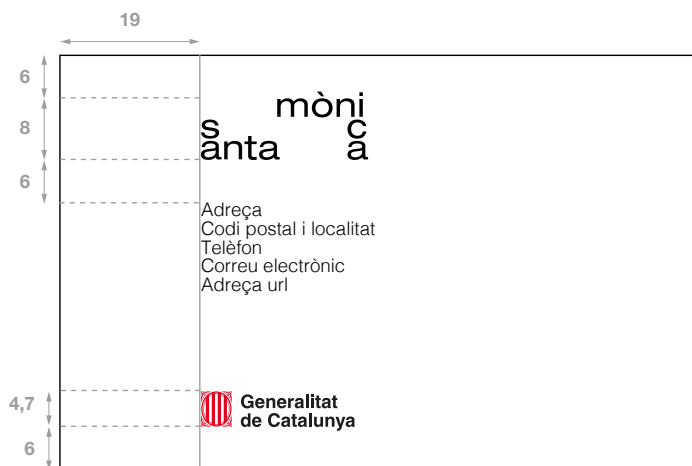 19
6
8
6
mòni
s ca
anta
Adreça
Codi postal i localitat
Telèfon
Correu electrònic
Adreça url
4,7
6
Generalitat
de Catalunya